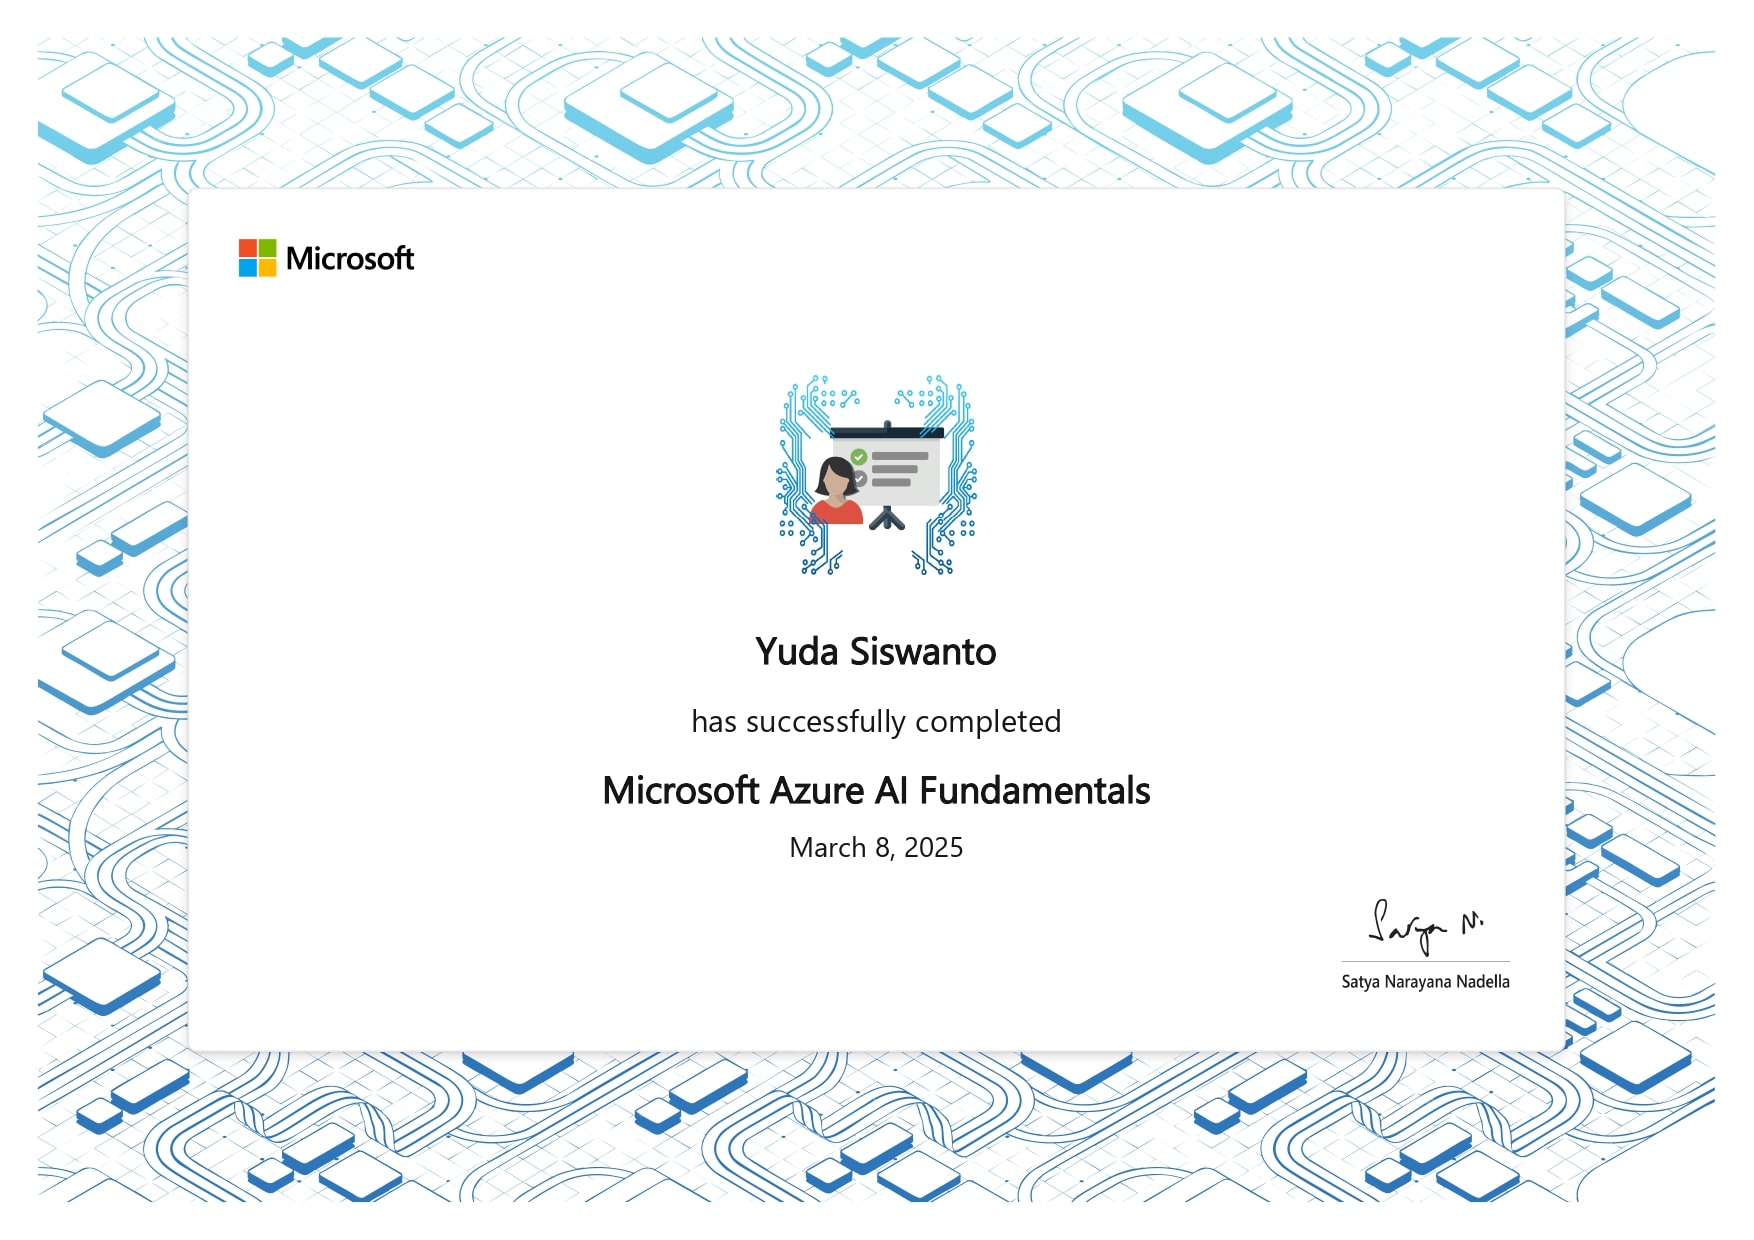 Microsoft
Yuda Siswanto
has successfully completed
Microsoft Azure AI Fundamentals
March 8, 2025
Satya N.
Satya Narayana Nadella